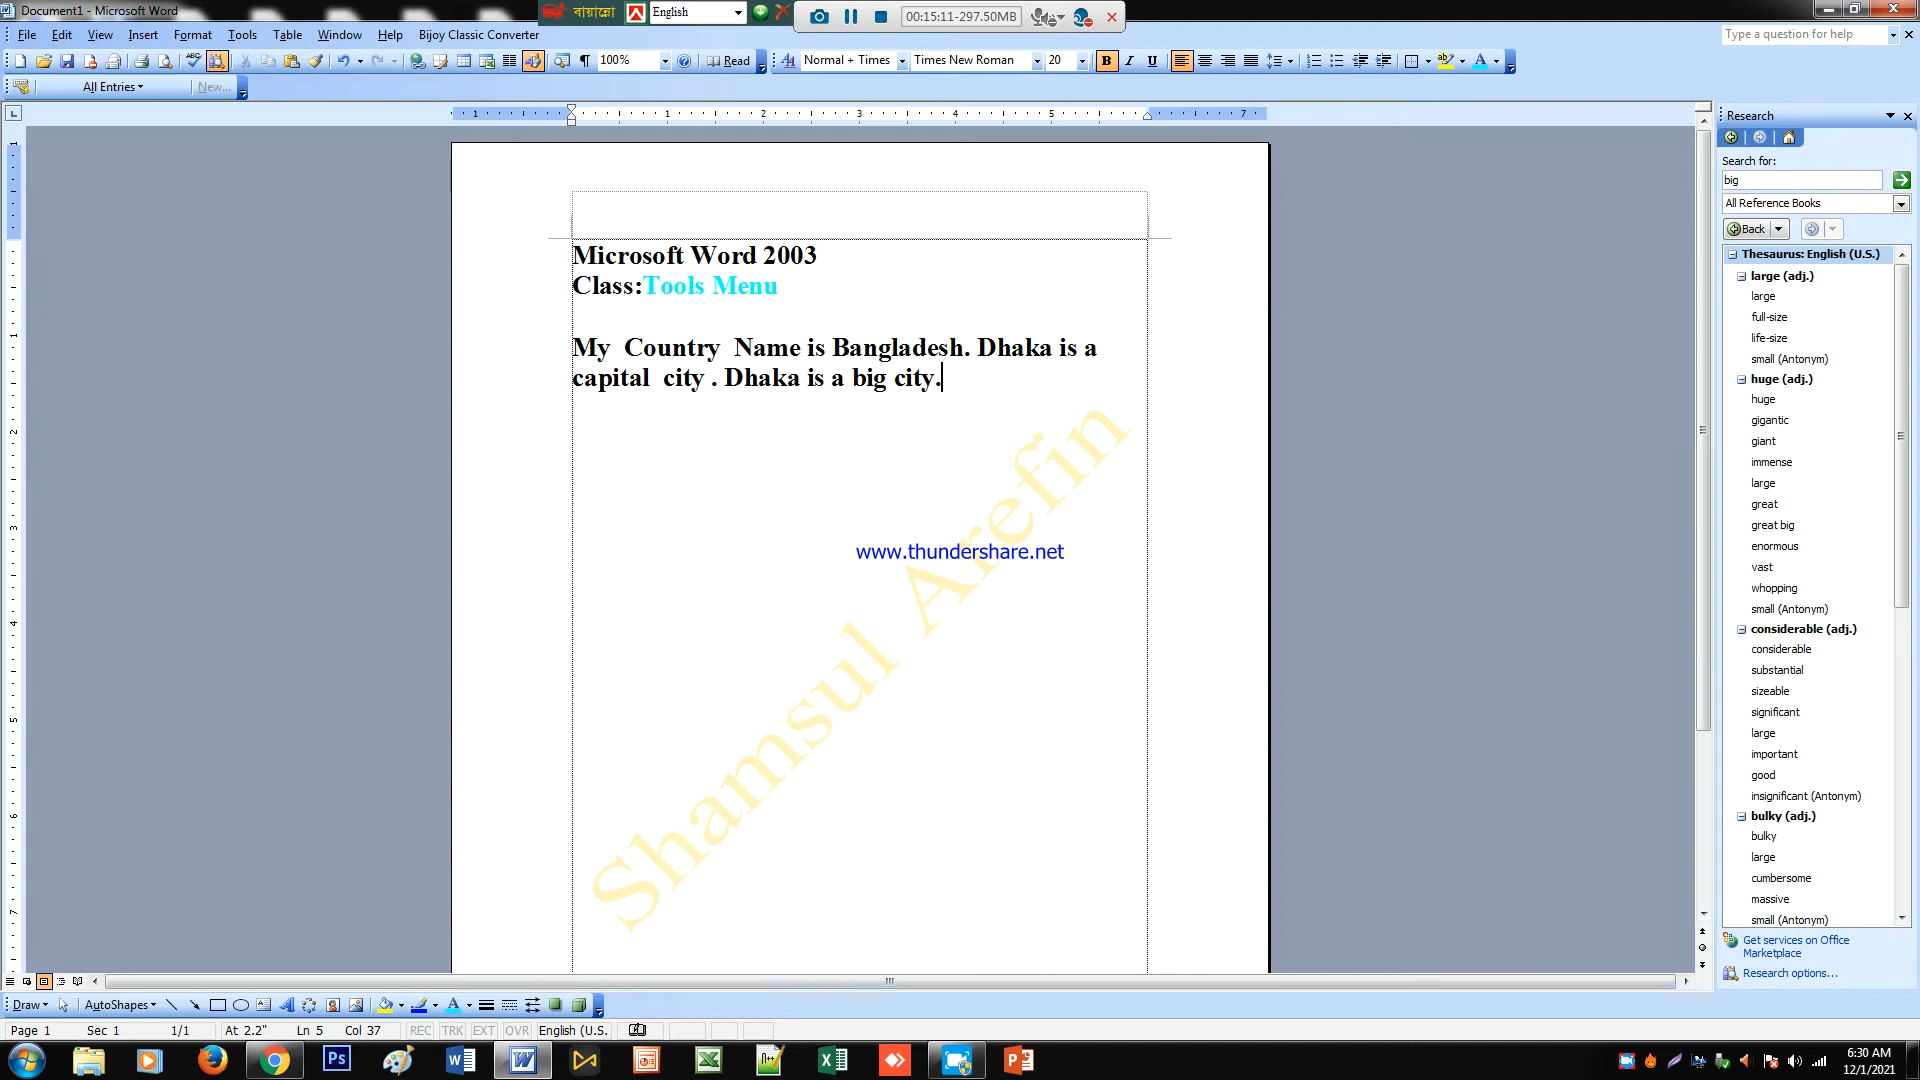 Document1 - Microsoft Word
বায়ান্নো
English
00:15:11-297.50MB
File Edit View Insert Format Tools Table Window Help Bijoy Classic Converter
Type a question for help
100%
Read
Normal + Times
Times New Roman
20
B I U
All Entries
New...
1 1 2 3 4 5 7
Research
Search for:
big
All Reference Books
Back
Thesaurus: English (U.S.)
large (adj.)
large
full-size
life-size
small (Antonym)
huge (adj.)
huge
gigantic
giant
immense
large
great
great big
enormous
vast
whopping
small (Antonym)
considerable (adj.)
considerable
substantial
sizeable
significant
large
important
good
insignificant (Antonym)
bulky (adj.)
bulky
large
cumbersome
massive
small (Antonym)
Get services on Office
Marketplace
Research options...
Microsoft Word 2003
Class:Tools Menu
My Country Name is Bangladesh. Dhaka is a
capital city . Dhaka is a big city.
www.thundershare.net
Shamsul Arefin
Draw AutoShapes
Page 1 Sec 1 1/1 At 2.2" Ln 5 Col 37 REC TRK EXT OVR English (U.S.
6:30 AM
12/1/2021